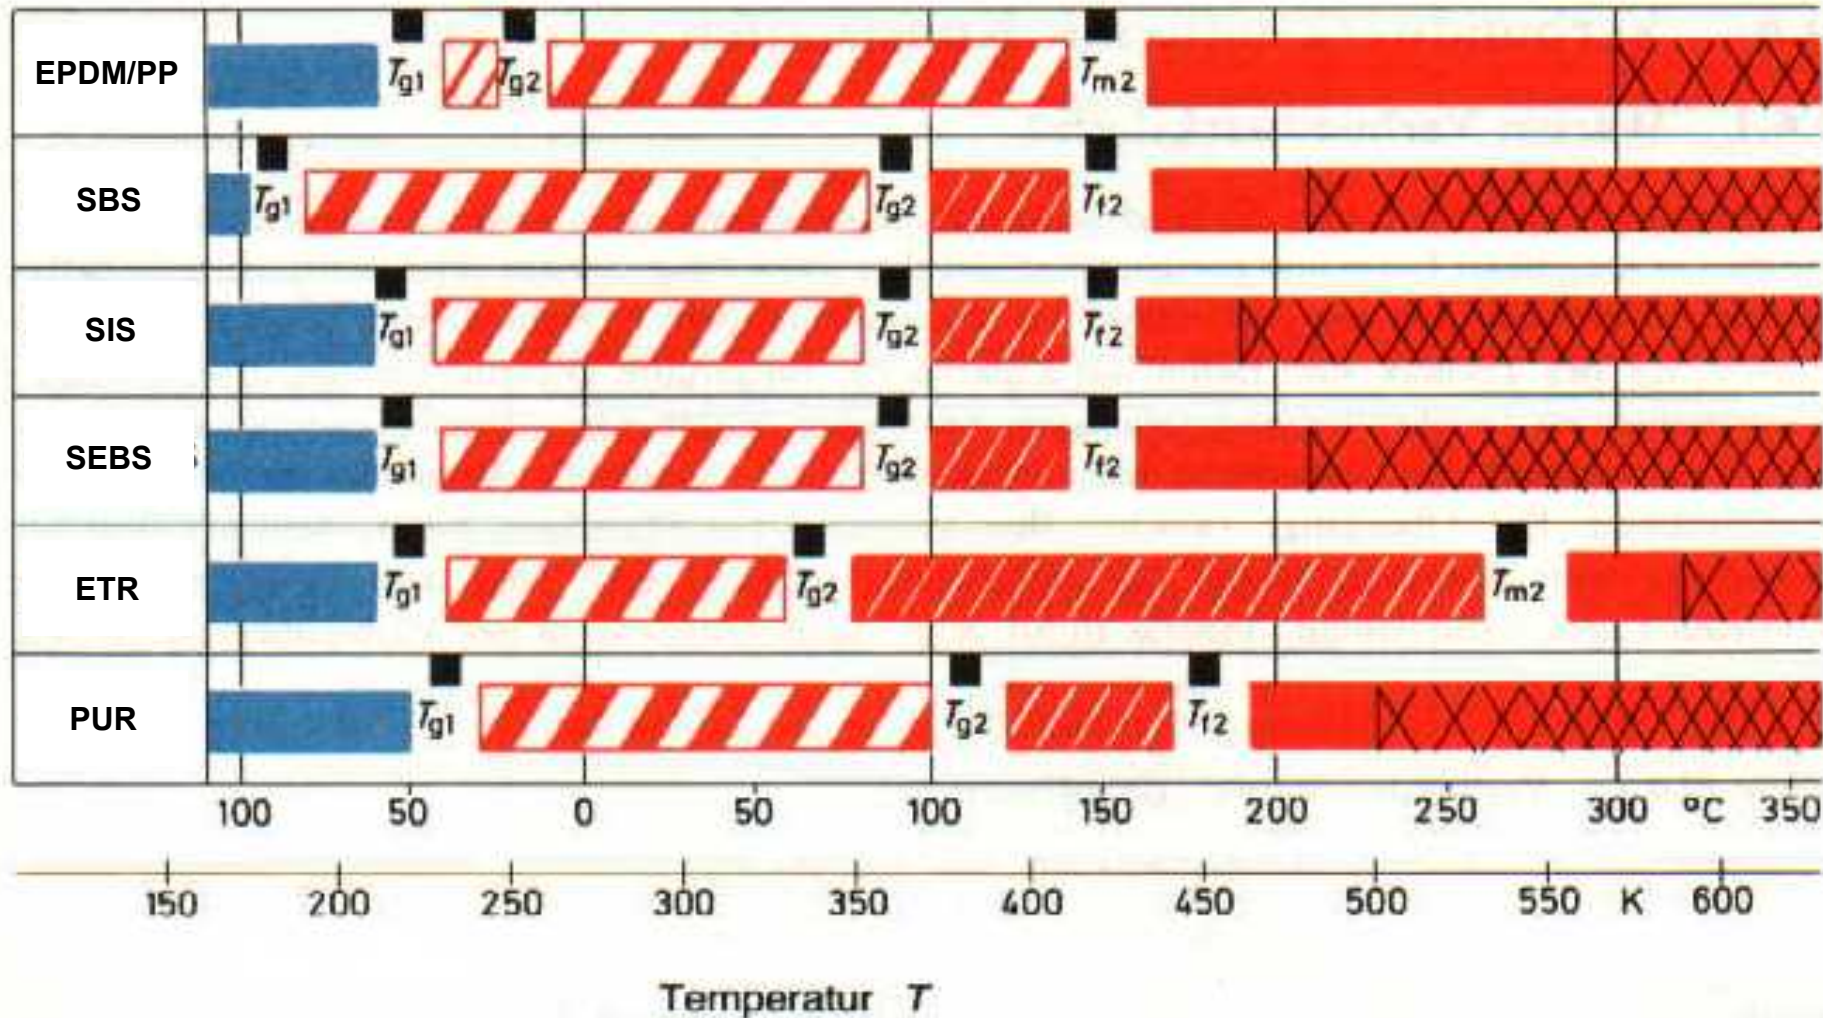 EPDM/PP Tg1 Tg2 Tm2
SBS Tg1 Tg2 Tf2
SIS Tg1 Tg2 Tf2
SEBS Tg1 Tg2 Tf2
ETR Tg1 Tg2 Tm2
PUR Tg1 Tg2 Tf2
100 50 0 50 100 150 200 250 300 °C 350
150 200 250 300 350 400 450 500 550 K 600
Temperatur T